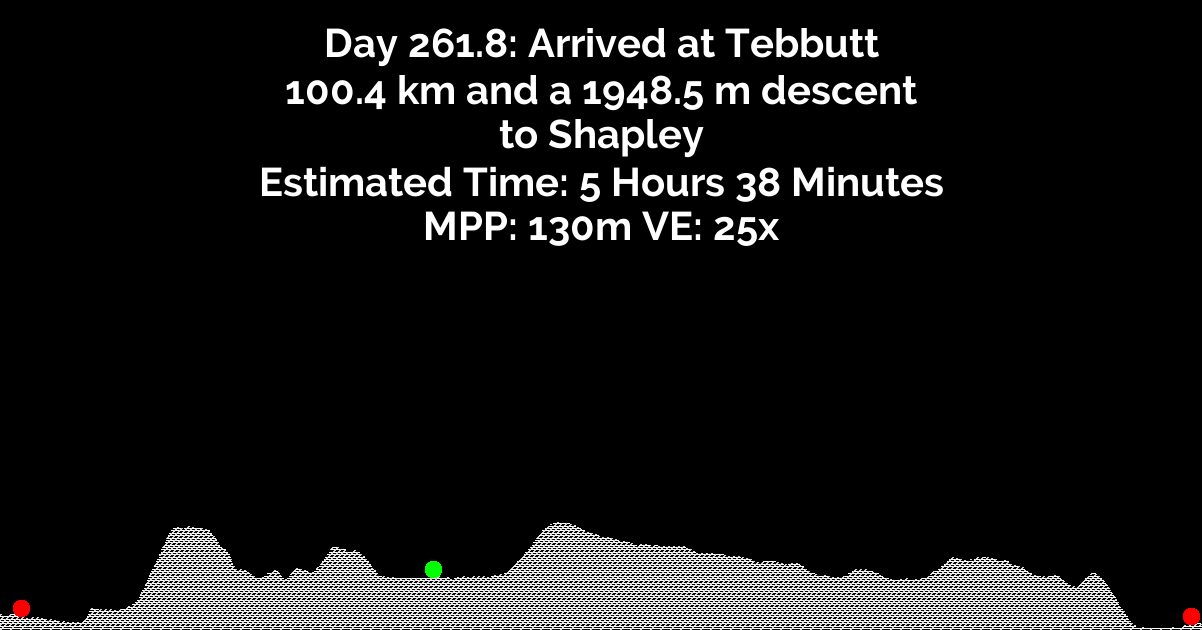 Day 261.8: Arrived at Tebbutt
100.4 km and a 1948.5 m descent
to Shapley
Estimated Time: 5 Hours 38 Minutes
MPP: 130m VE: 25x